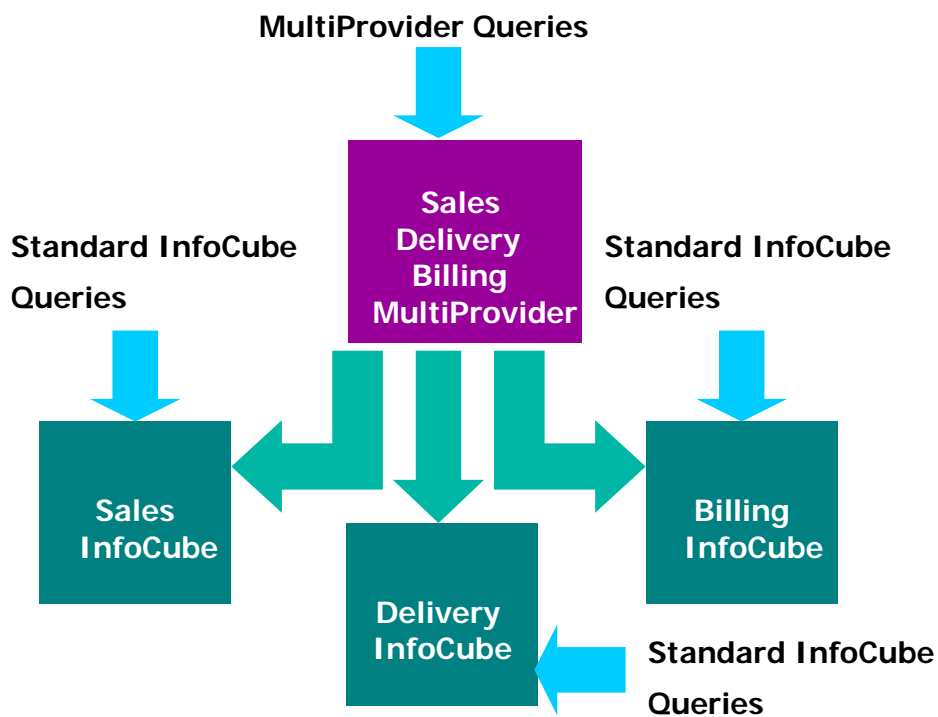 MultiProvider Queries
Sales
Delivery
Billing
MultiProvider
Standard InfoCube
Queries
Standard InfoCube
Queries
Sales
InfoCube
Billing
InfoCube
Delivery
InfoCube
Standard InfoCube
Queries